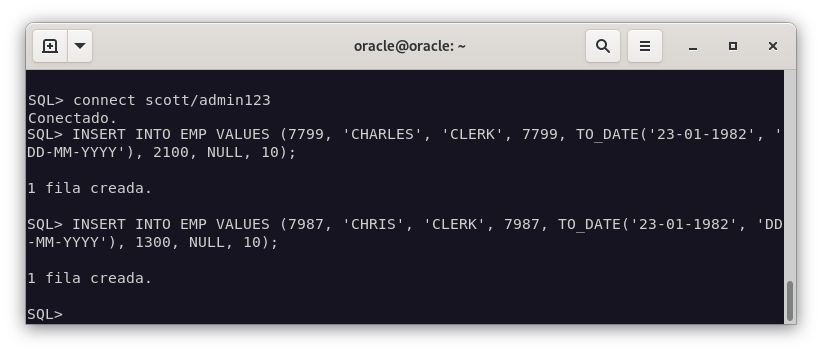 oracle@oracle: ~
SQL> connect scott/admin123
Conectado.
SQL> INSERT INTO EMP VALUES (7799, 'CHARLES', 'CLERK', 7799, TO_DATE('23-01-1982', '
DD-MM-YYYY'), 2100, NULL, 10);
1 fila creada.
SQL> INSERT INTO EMP VALUES (7987, 'CHRIS', 'CLERK', 7987, TO_DATE('23-01-1982', 'DD
-MM-YYYY'), 1300, NULL, 10);
1 fila creada.
SQL>